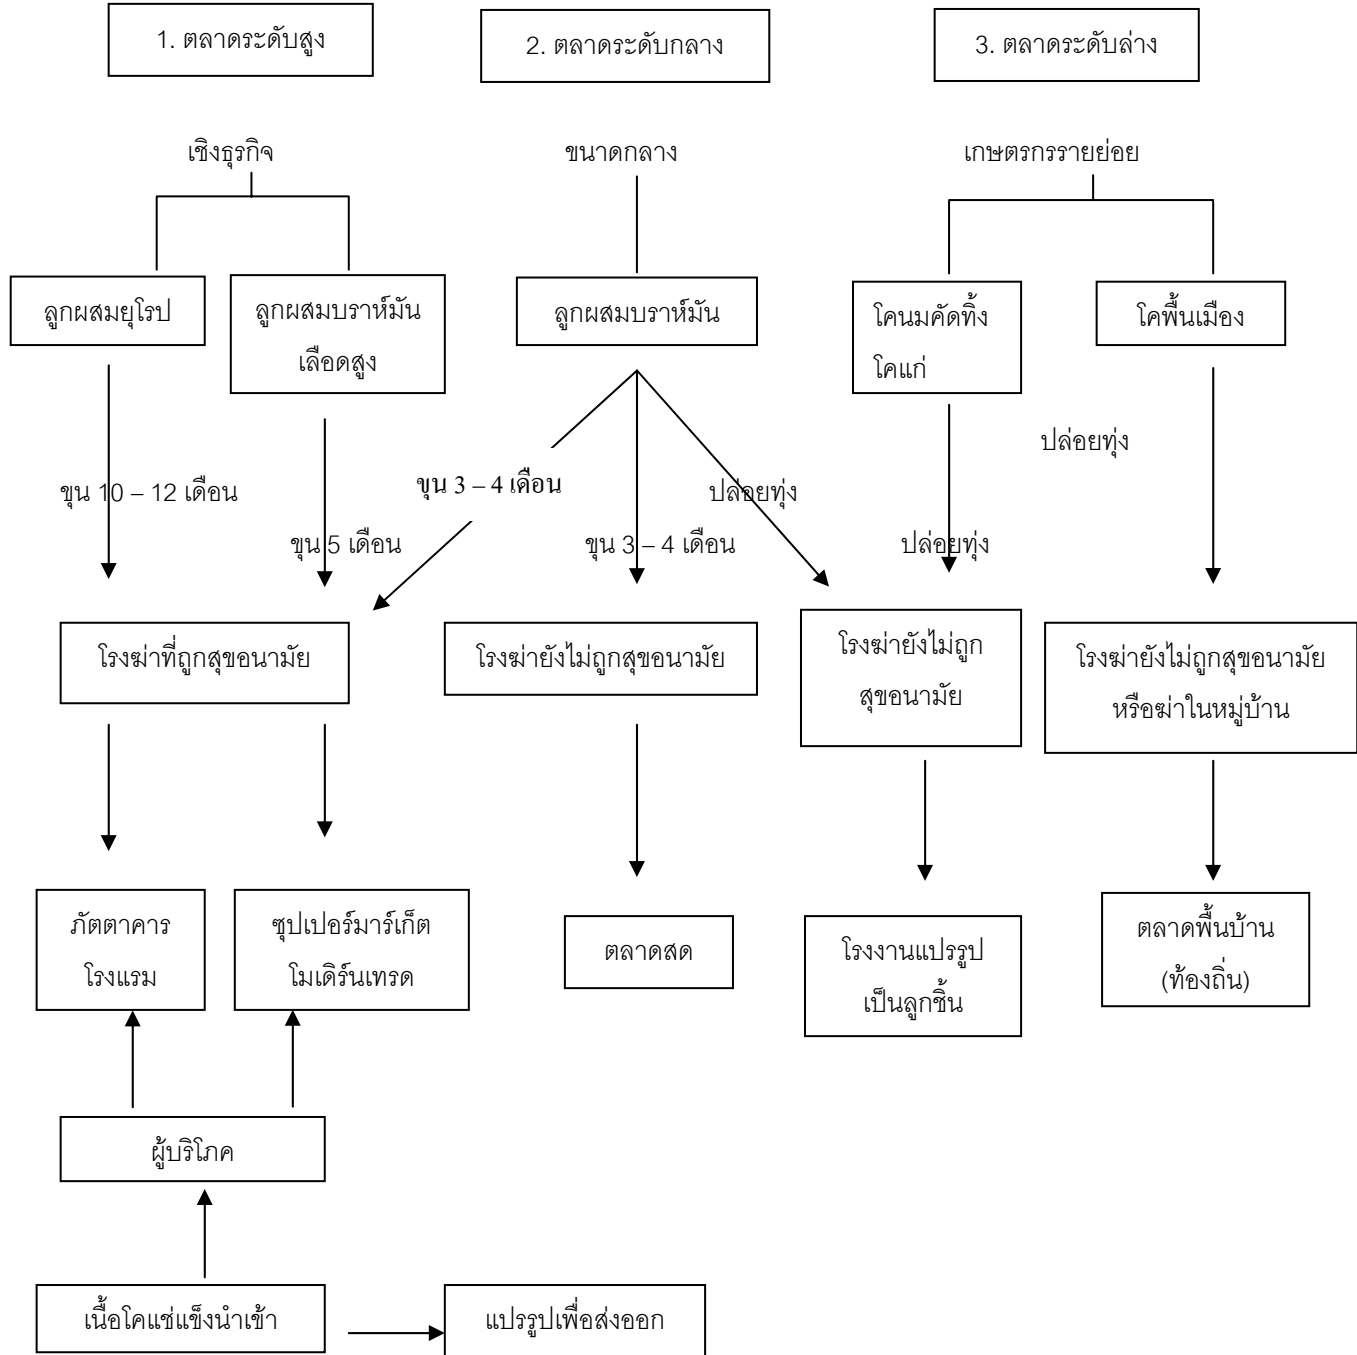 1. ตลาดระดับสูง
2. ตลาดระดับกลาง
3. ตลาดระดับล่าง
เชิงธุรกิจ
ขนาดกลาง
เกษตรกรรายย่อย
ลูกผสมยุโรป
ลูกผสมบราห์มัน
เลือดสูง
ลูกผสมบราห์มัน
โคนมคัดทิ้ง
โคแก่
โคพื้นเมือง
ปล่อยทุ่ง
ขุน 10 – 12 เดือน
ขุน 3 – 4 เดือน
ปล่อยทุ่ง
ขุน 5 เดือน
ขุน 3 – 4 เดือน
ปล่อยทุ่ง
โรงฆ่าที่ถูกสุขอนามัย
โรงฆ่ายังไม่ถูกสุขอนามัย
โรงฆ่ายังไม่ถูก
สุขอนามัย
โรงฆ่ายังไม่ถูกสุขอนามัย
หรือฆ่าในหมู่บ้าน
ภัตตาคาร
โรงแรม
ซุปเปอร์มาร์เก็ต
โมเดิร์นเทรด
ตลาดสด
โรงงานแปรรูป
เป็นลูกชิ้น
ตลาดพื้นบ้าน
(ท้องถิ่น)
ผู้บริโภค
เนื้อโคแช่แข็งนำเข้า
แปรรูปเพื่อส่งออก